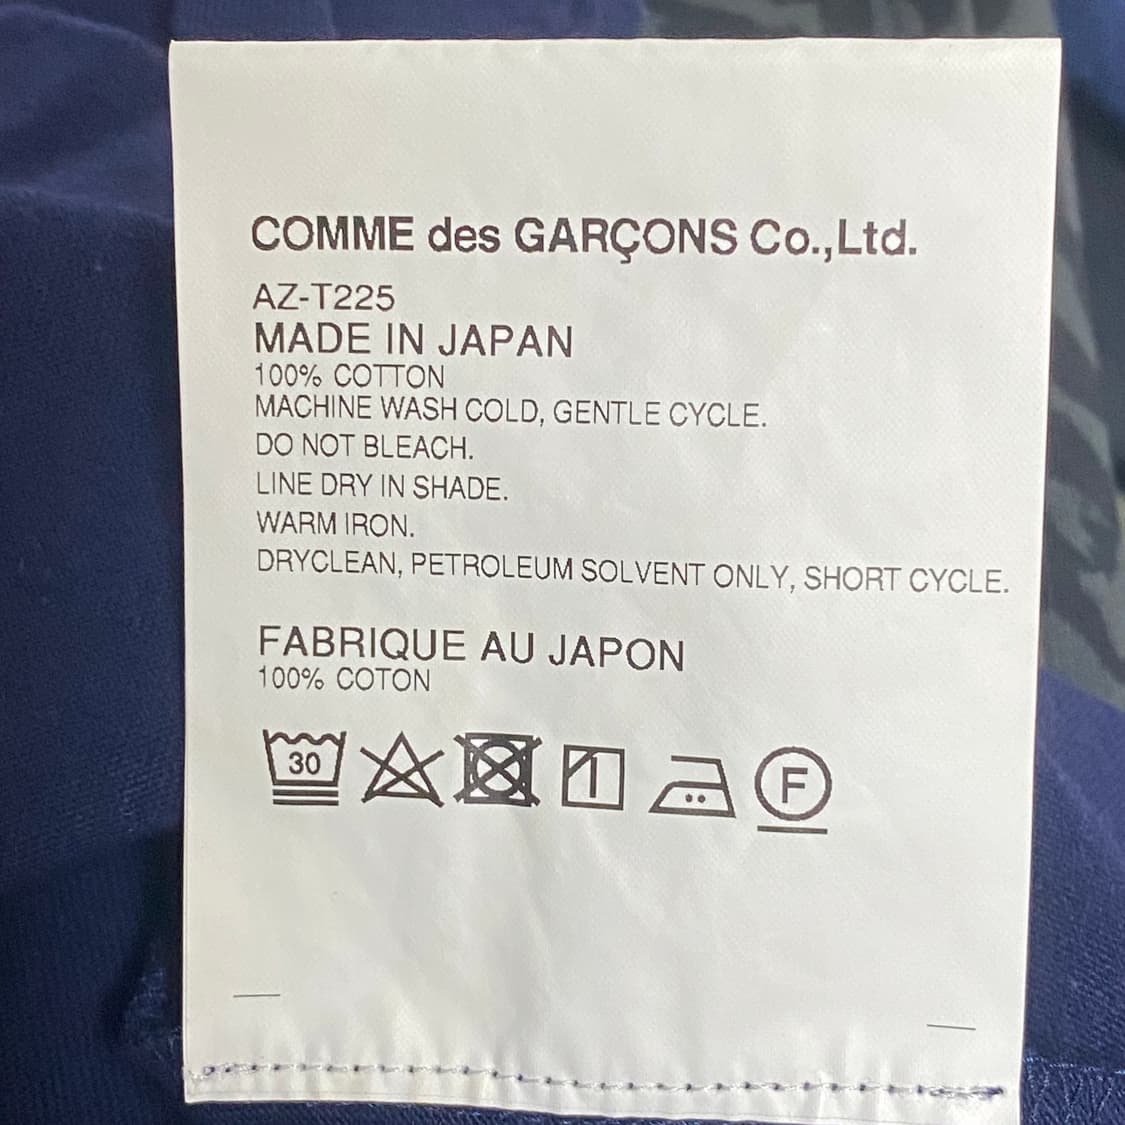 COMME des GARÇONS Co.,Ltd.
AZ-T225
MADE IN JAPAN
100% COTTON
MACHINE WASH COLD, GENTLE CYCLE.
DO NOT BLEACH.
LINE DRY IN SHADE.
WARM IRON.
DRYCLEAN, PETROLEUM SOLVENT ONLY, SHORT CYCLE.
FABRIQUE AU JAPON
100% COTON
30 F